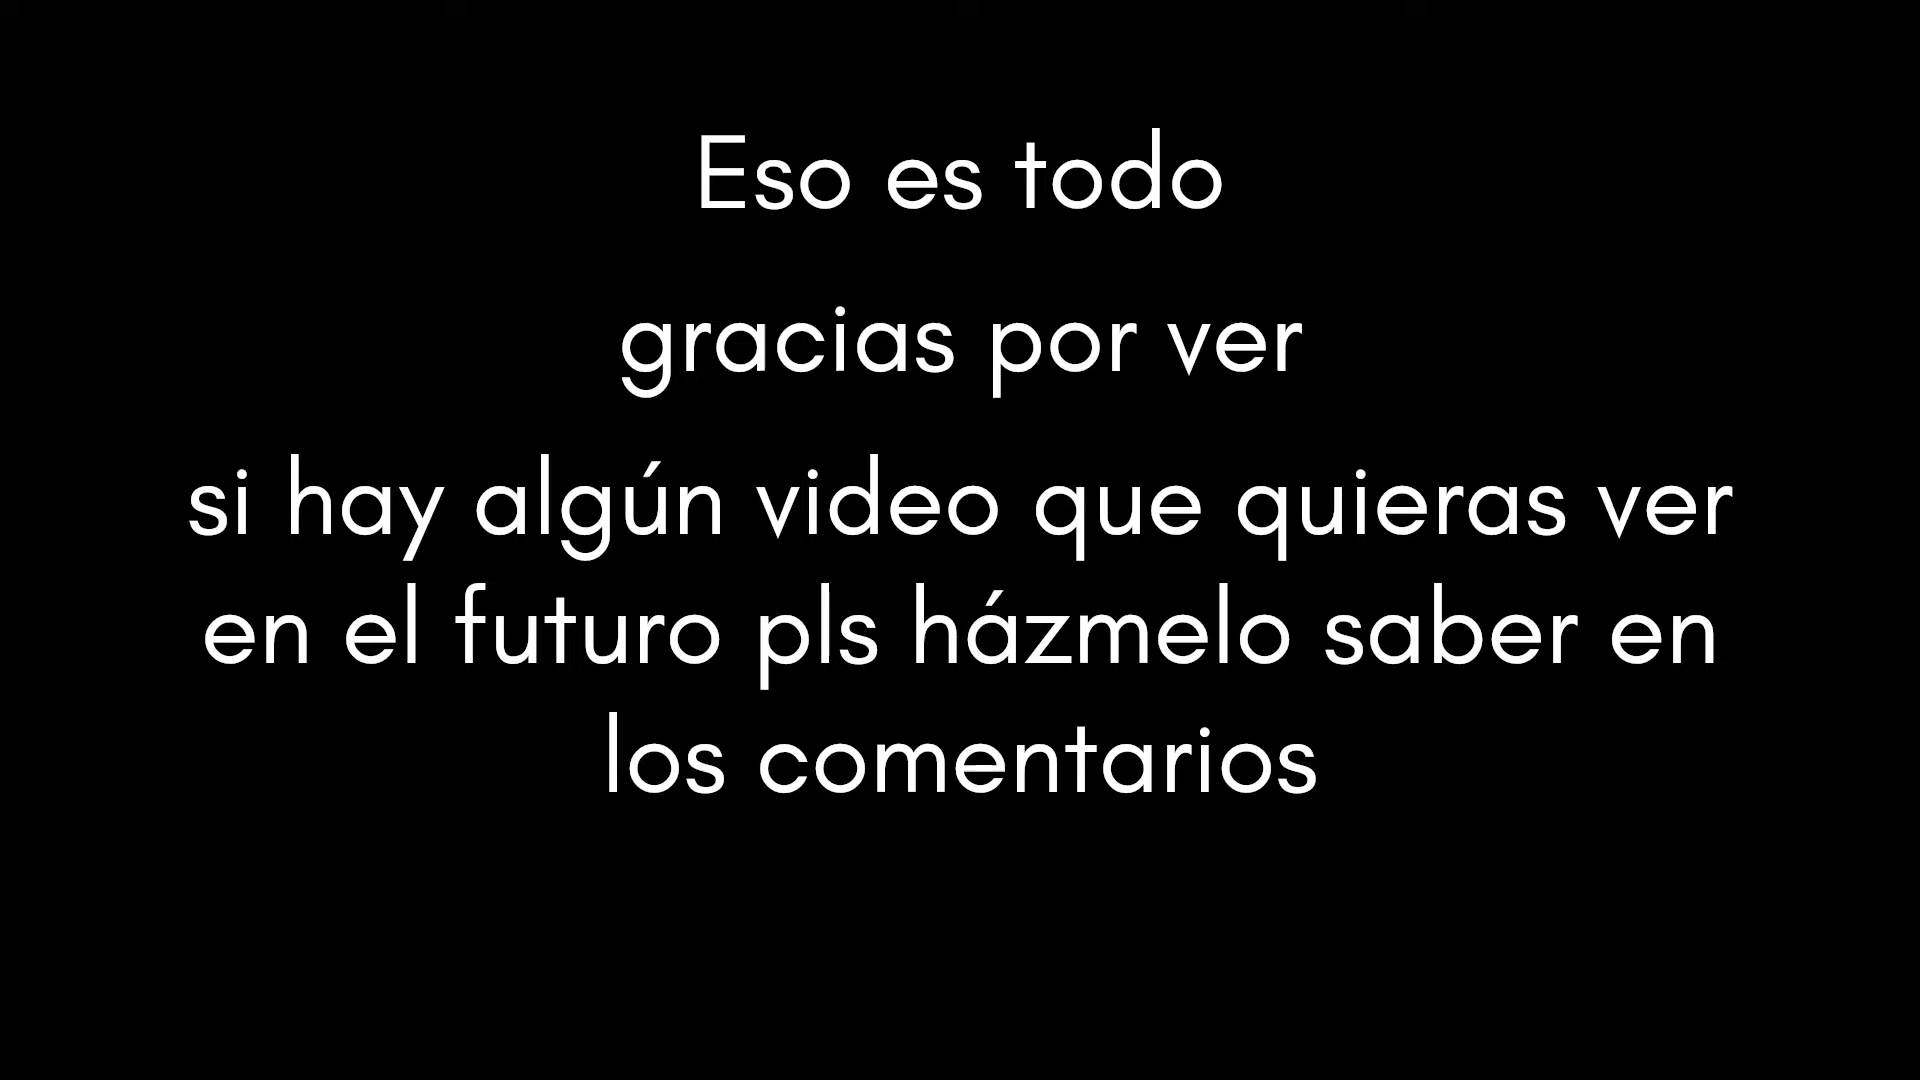 Eso es todo
gracias por ver
si hay algún video que quieras ver
en el futuro pls házmelo saber en
los comentarios